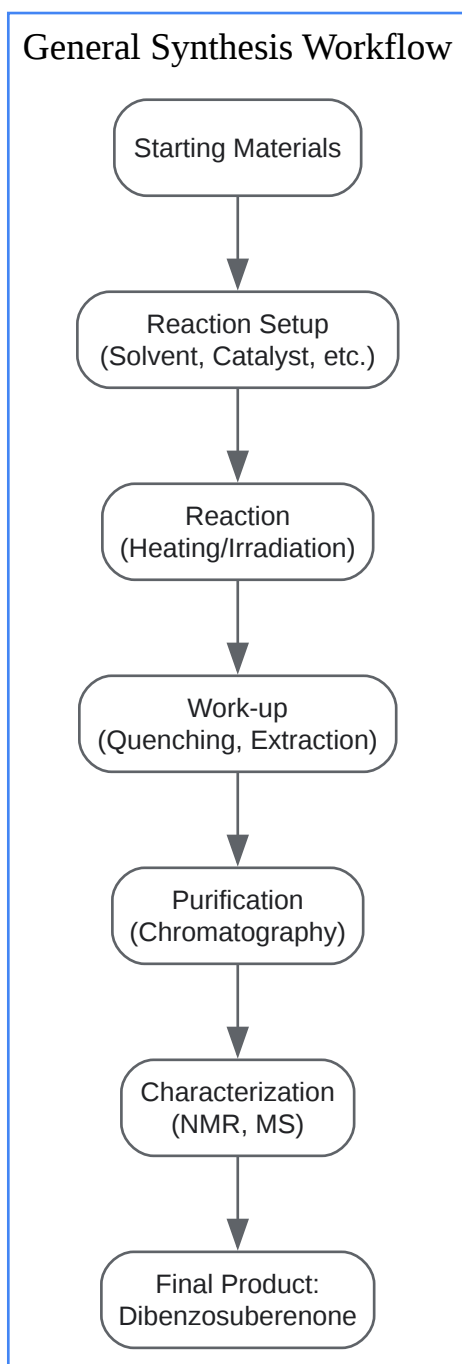 General Synthesis Workflow
Starting Materials
Reaction Setup
(Solvent, Catalyst, etc.)
Reaction
(Heating/Irradiation)
Work-up
(Quenching, Extraction)
Purification
(Chromatography)
Characterization
(NMR, MS)
Final Product:
Dibenzosuberenone